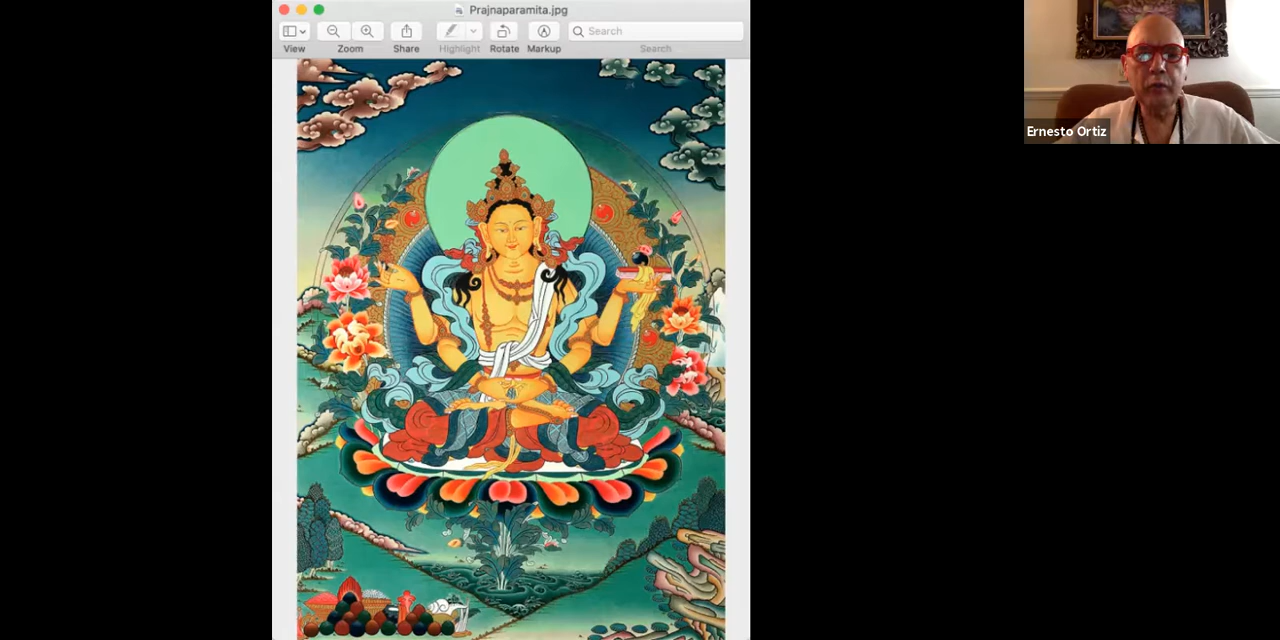 Prajnaparamita.jpg
Search
View
Zoom
Share
Highlight
Rotate
Markup
Search
Ernesto Ortiz